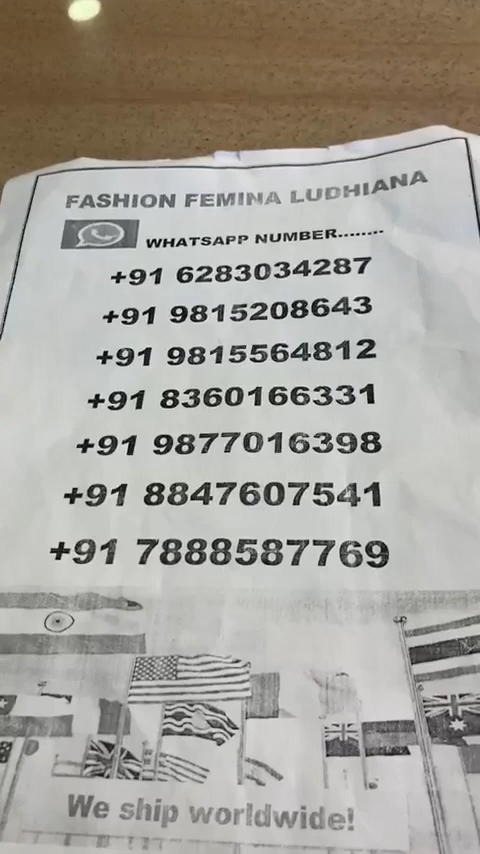 FASHION FEMINA LUDHIANA
WHATSAPP NUMBER........
+91 6283034287
+91 9815208643
+91 9815564812
+91 8360166331
+91 9877016398
+91 8847607541
+91 7888587769
We ship worldwide!